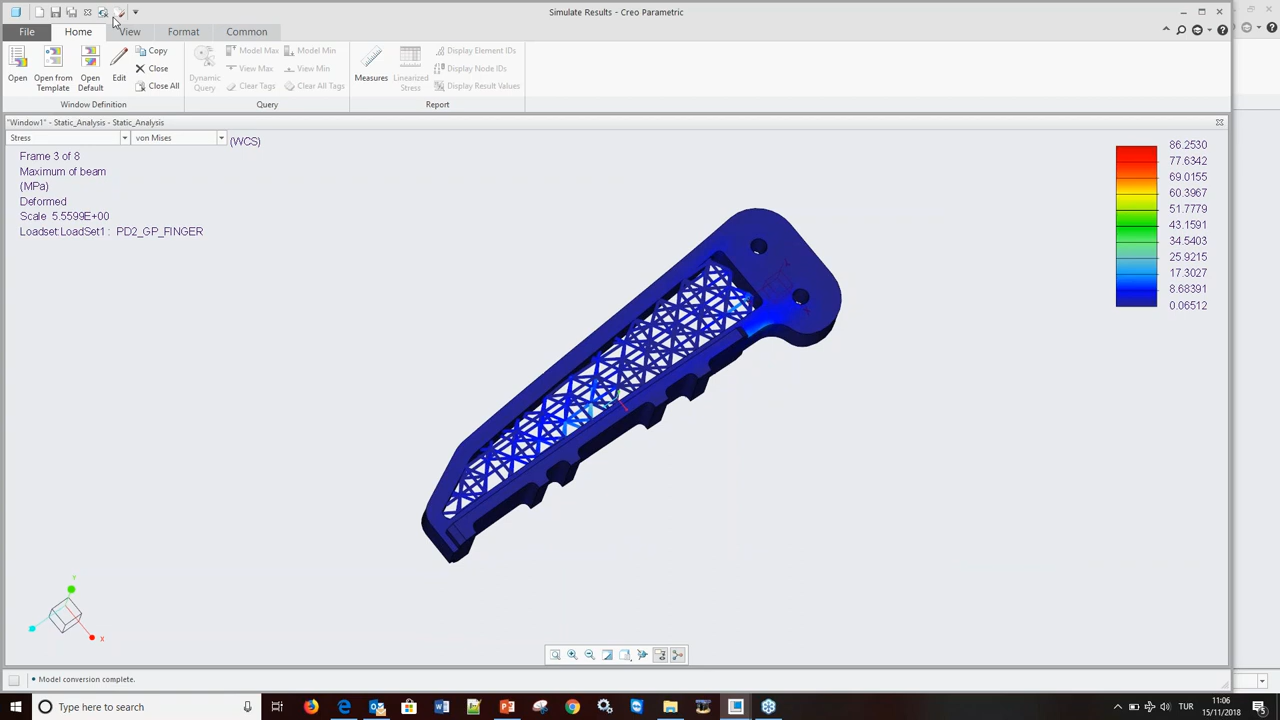 Simulate Results - Creo Parametric
File Home View Format Common
Open
Open from Template
Open Default
Edit
Copy
Close
Close All
Window Definition
Dynamic Query
Model Max
Model Min
View Max
View Min
Clear Tags
Clear All Tags
Query
Measures
Linearized Stress
Display Element IDs
Display Node IDs
Display Result Values
Report
"Window1" - Static_Analysis - Static_Analysis
Stress von Mises (WCS)
Frame 3 of 8
Maximum of beam
(MPa)
Deformed
Scale 5.5599E+00
Loadset:LoadSet1 : PD2_GP_FINGER
86.2530
77.6342
69.0155
60.3967
51.7779
43.1591
34.5403
25.9215
17.3027
8.68391
0.06512
Y
X
Model conversion complete.
Type here to search
TUR
11:06
15/11/2018